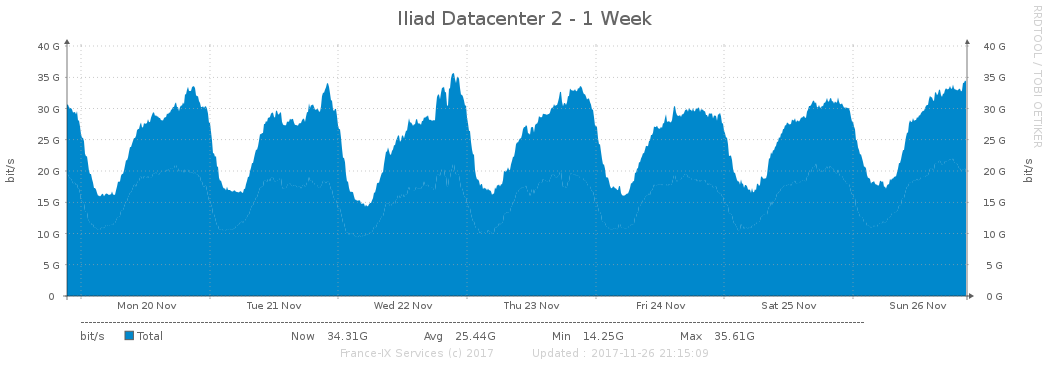 Iliad Datacenter 2 - 1 Week
RRDTOOL / TOBI OETIKER
40 G 40 G
35 G 35 G
30 G 30 G
25 G 25 G
20 G 20 G
15 G 15 G
10 G 10 G
5 G 5 G
0 0 G
bit/s bit/s
Mon 20 Nov Tue 21 Nov Wed 22 Nov Thu 23 Nov Fri 24 Nov Sat 25 Nov Sun 26 Nov
bit/s Total Now 34.31G Avg 25.44G Min 14.25G Max 35.61G
France-IX Services (c) 2017 Updated : 2017-11-26 21:15:09